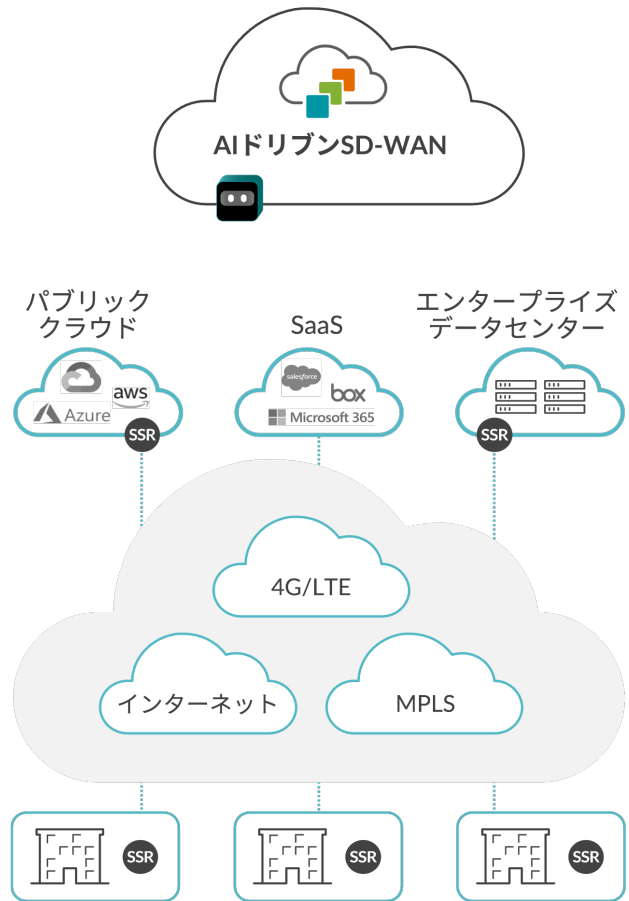 AIドリブンSD-WAN
パブリック
クラウド
SaaS
エンタープライズ
データセンター
salesforce
aws
box
Azure
Microsoft 365
SSR
SSR
4G/LTE
インターネット
MPLS
SSR
SSR
SSR